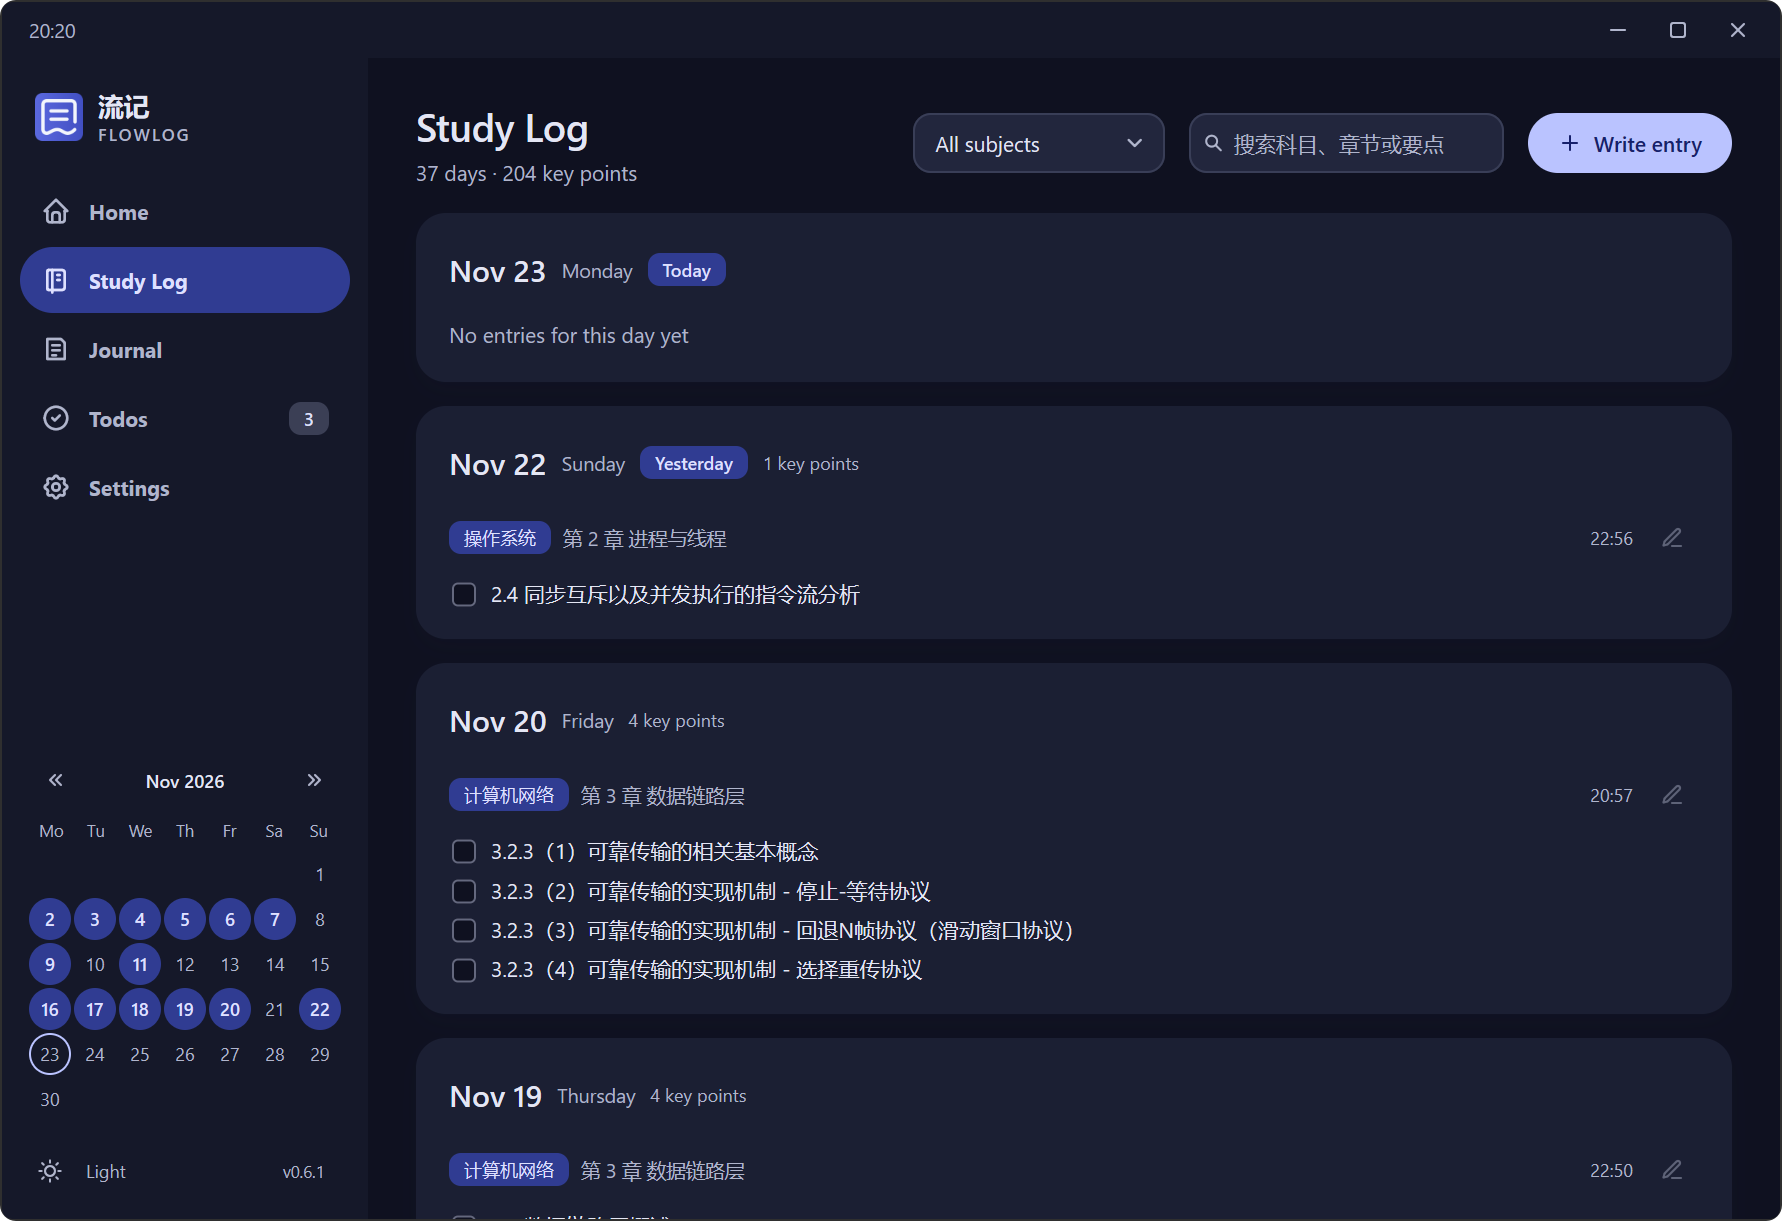 20:20
流记
FLOWLOG
Home
Study Log
Journal
Todos 3
Settings
Nov 2026
Mo Tu We Th Fr Sa Su
1
2 3 4 5 6 7 8
9 10 11 12 13 14 15
16 17 18 19 20 21 22
23 24 25 26 27 28 29
30
Light v0.6.1
Study Log
37 days · 204 key points
All subjects
搜索科目、章节或要点
+ Write entry
Nov 23 Monday Today
No entries for this day yet
Nov 22 Sunday Yesterday 1 key points
操作系统 第 2 章 进程与线程 22:56
2.4 同步互斥以及并发执行的指令流分析
Nov 20 Friday 4 key points
计算机网络 第 3 章 数据链路层 20:57
3.2.3（1）可靠传输的相关基本概念
3.2.3（2）可靠传输的实现机制 - 停止-等待协议
3.2.3（3）可靠传输的实现机制 - 回退N帧协议（滑动窗口协议）
3.2.3（4）可靠传输的实现机制 - 选择重传协议
Nov 19 Thursday 4 key points
计算机网络 第 3 章 数据链路层 22:50